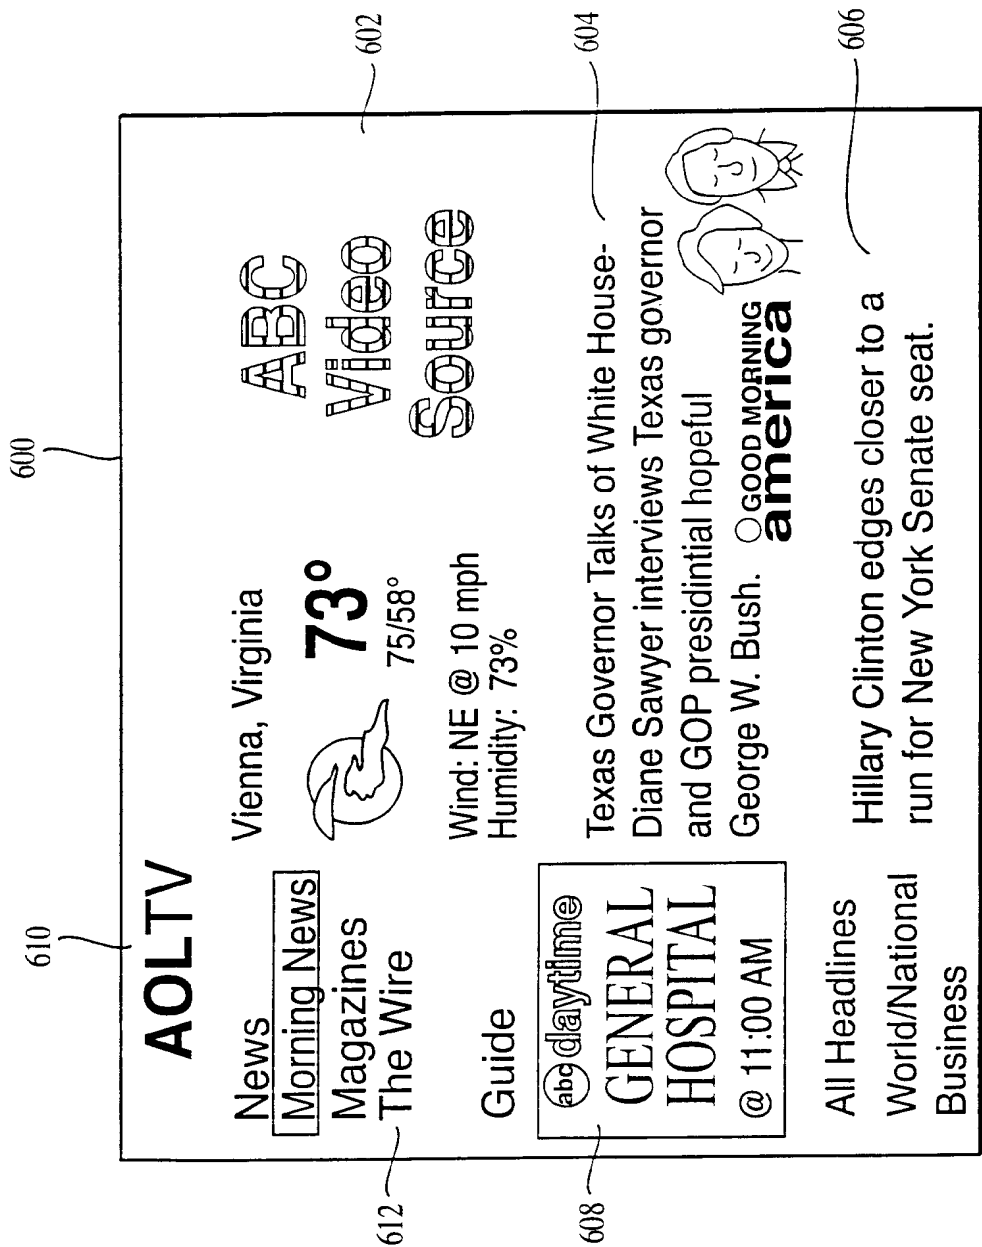 600
610
AOLTV
602
News
Morning News
Magazines
The Wire
612
Guide
Vienna, Virginia
73°
75/58°
Wind: NE @ 10 mph
Humidity: 73%
ABC
Video
Source
608
abc daytime
GENERAL
HOSPITAL
@ 11:00 AM
604
Texas Governor Talks of White House-
Diane Sawyer interviews Texas governor
and GOP presidintial hopeful
George W. Bush.
GOOD MORNING
america
All Headlines
World/National
Business
606
Hillary Clinton edges closer to a
run for New York Senate seat.